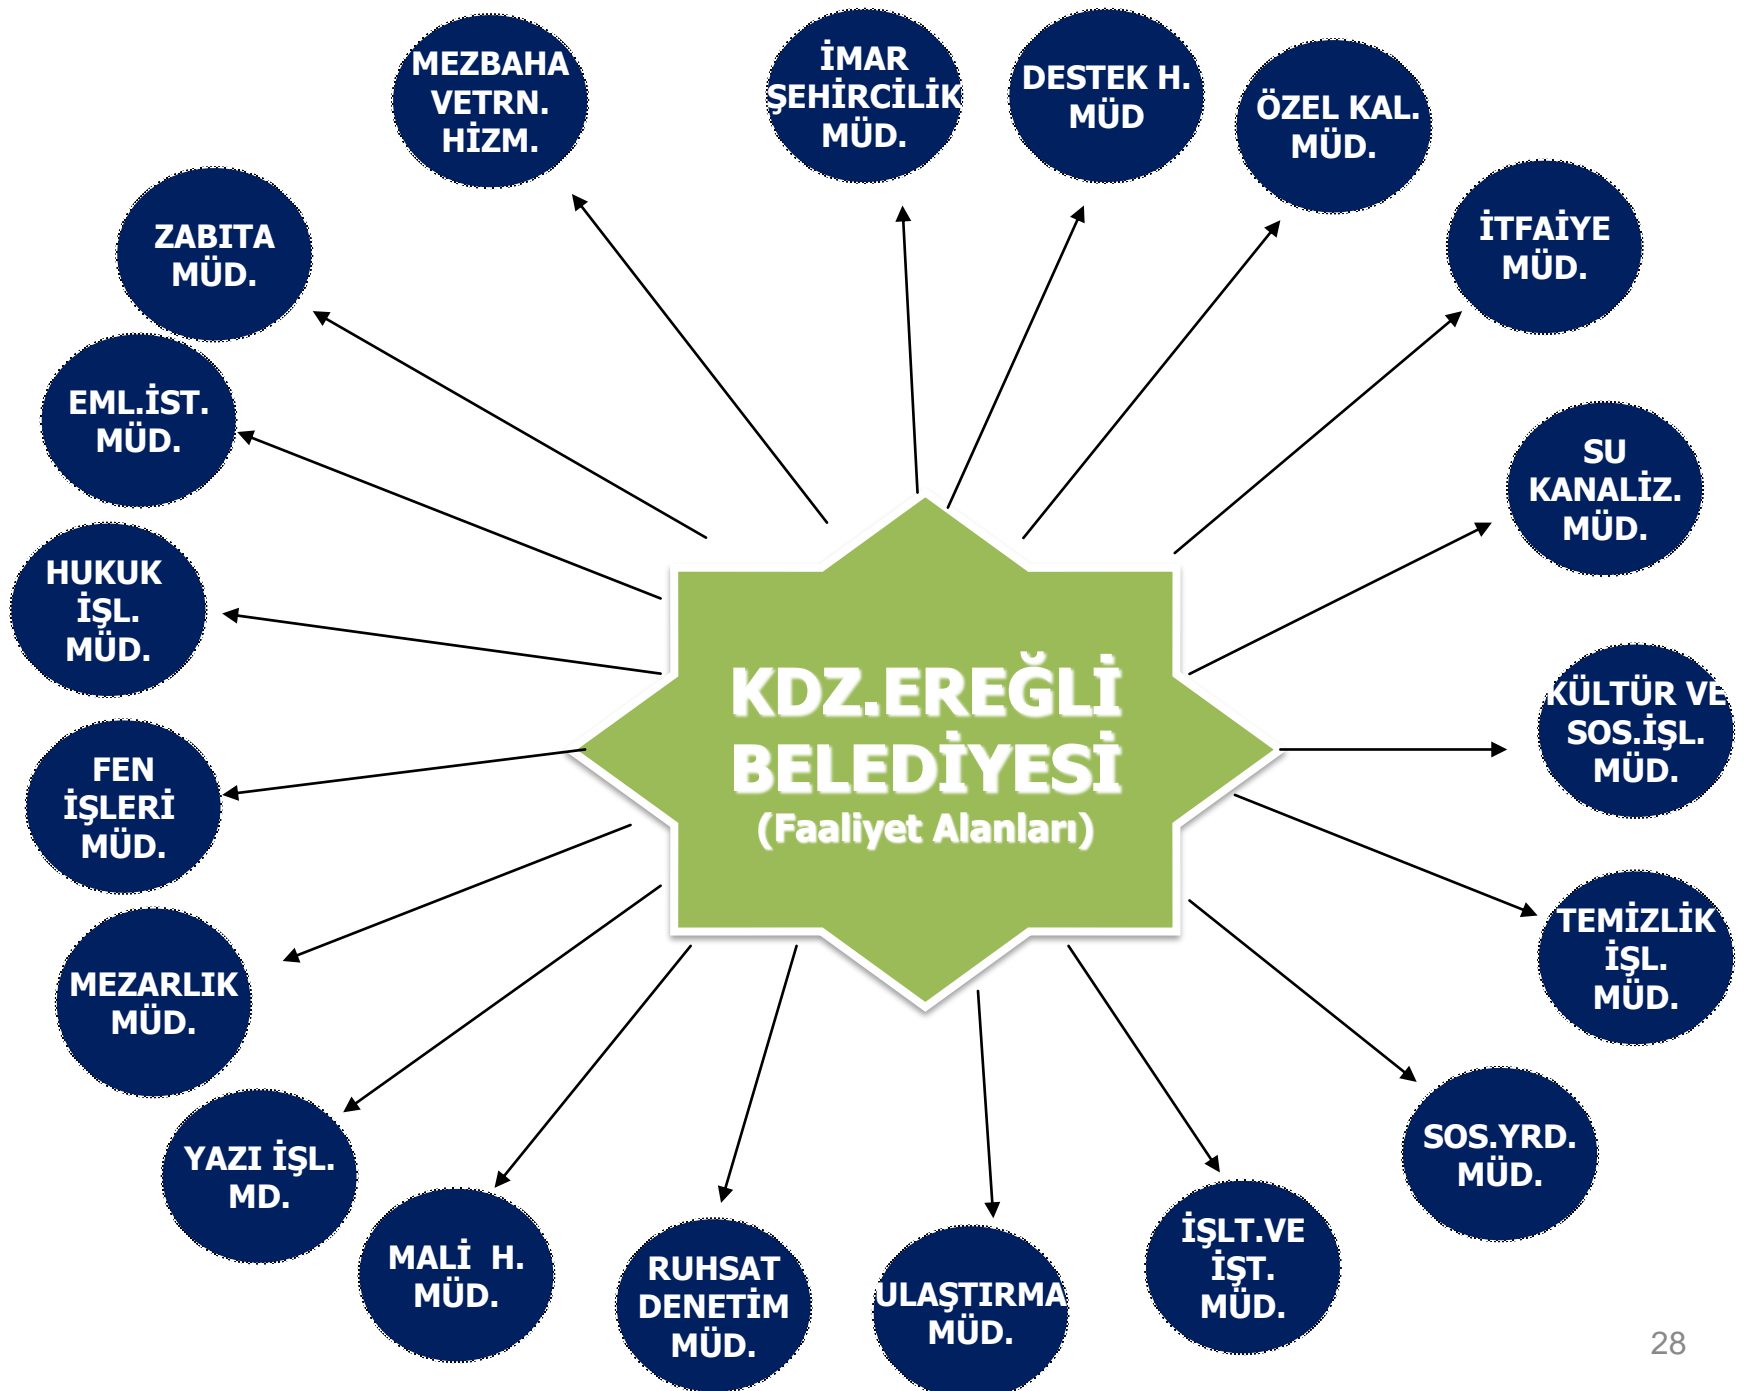 MEZBAHA
VETRN.
HİZM.
İMAR
ŞEHİRCİLİK
MÜD.
DESTEK H.
MÜD
ÖZEL KAL.
MÜD.
İTFAİYE
MÜD.
SU
KANALİZ.
MÜD.
KÜLTÜR VE
SOS.İŞL.
MÜD.
TEMİZLİK
İŞL.
MÜD.
SOS.YRD.
MÜD.
İŞLT.VE
İŞT.
MÜD.
ULAŞTIRMA
MÜD.
RUHSAT
DENETİM
MÜD.
MALİ  H.
MÜD.
YAZI İŞL.
MD.
MEZARLIK
MÜD.
FEN
İŞLERİ
MÜD.
HUKUK
İŞL.
MÜD.
EML.İST.
MÜD.
ZABITA
MÜD.
KDZ.EREĞLİ
BELEDİYESİ
(Faaliyet Alanları)
28